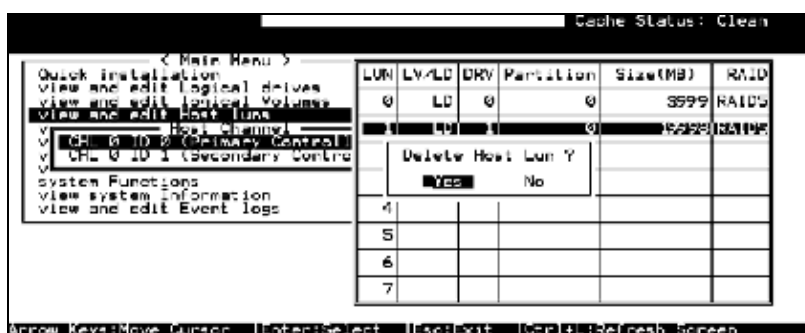 Cache Status: Clean
< Main Menu >
Quick installation
view and edit Logical drives
view and edit logical Volumes
view and edit Host luns
v
Host Channel
v CHL 0 ID 0 (Primary Control
v CHL 0 ID 1 (Secondary Contro
v
system Functions
view system Information
view and edit Event logs
LUN LV/LD DRV Partition Size(MB) RAID
0 LD 0 0 9999 RAID5
1 LD 1 0 19998 RAID5
Delete Host Lun ?
Yes No
4
5
6
7
Arrow Keys:Move Cursor |Enter:Select |Esc:Exit |Ctrl+L:Refresh Screen